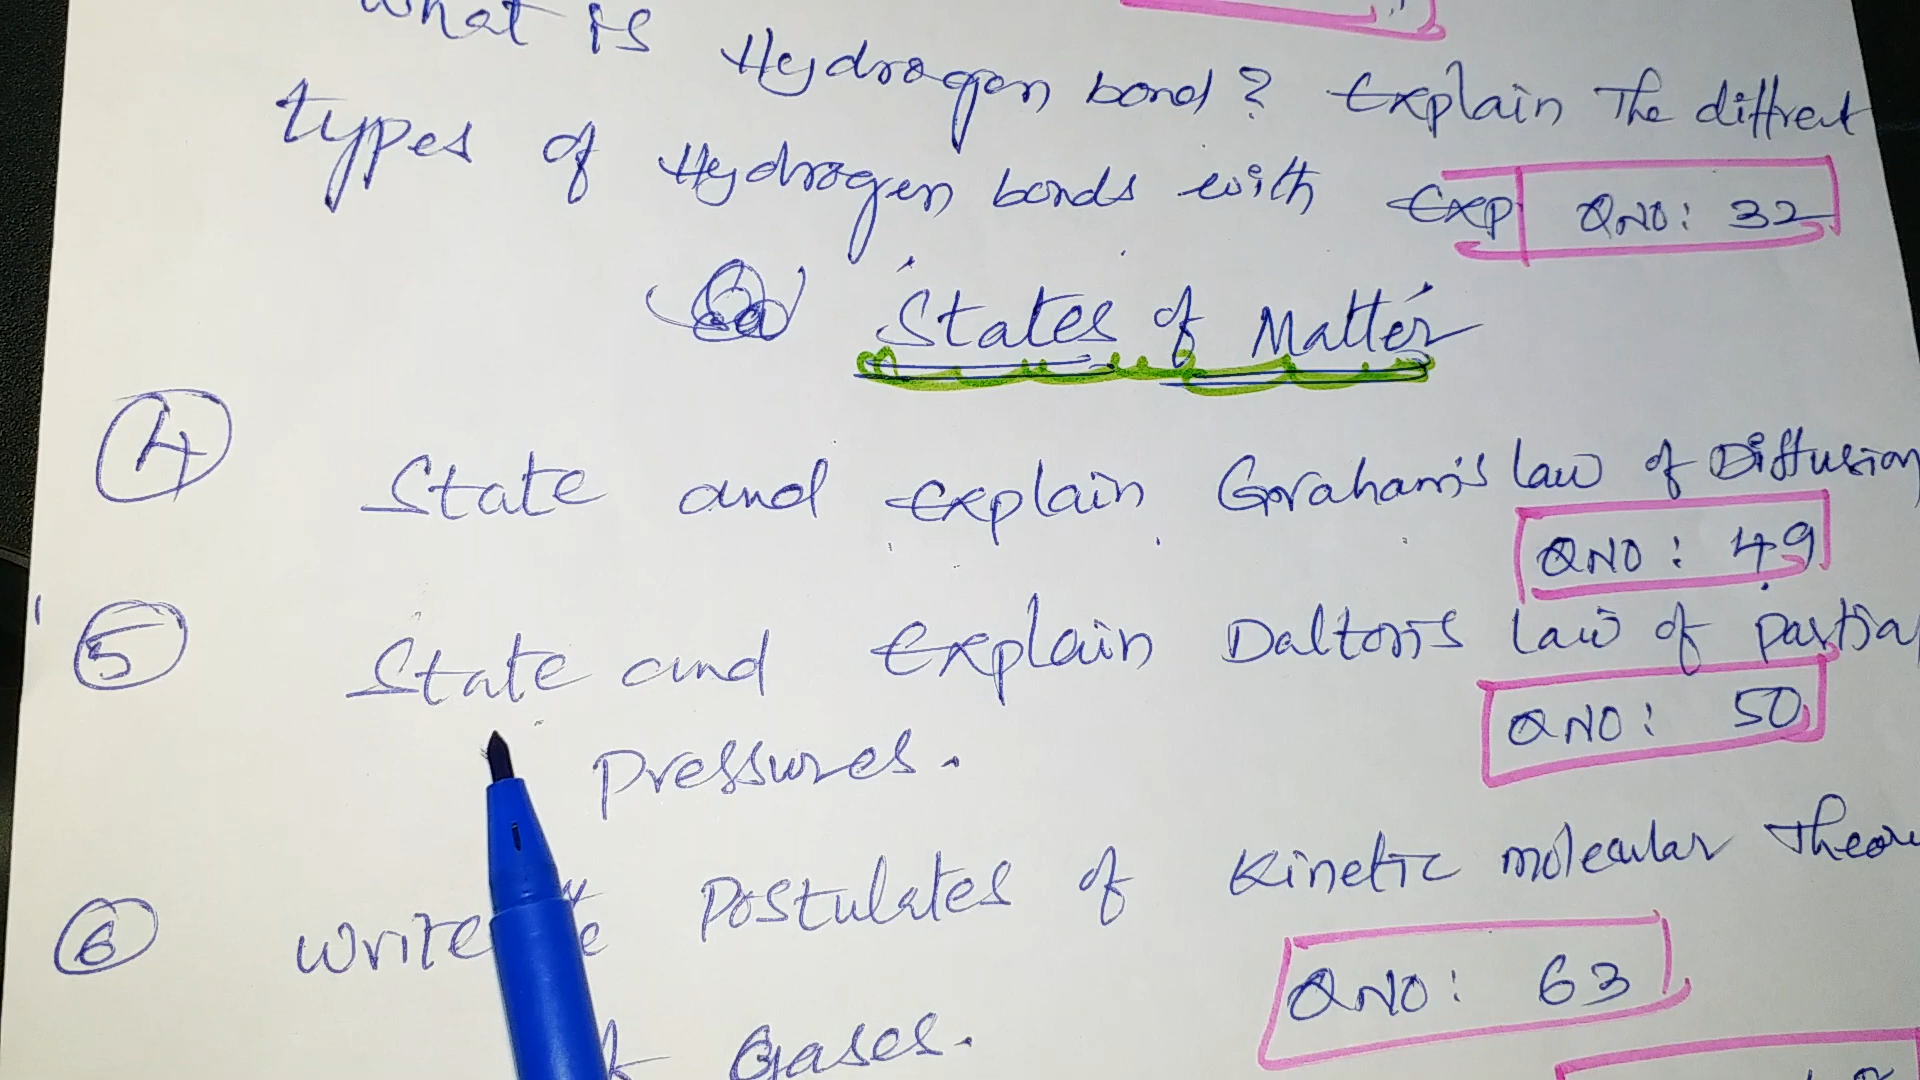 What is Hydrogen bond? Explain The diffrent
types of Hydrogen bonds with Exp QNO: 32
States of Matter
4 State and explain Graham's law of Diffusion
QNO: 49
5 State and Explain Dalton's law of partia
QNO: 50
pressures.
6 Write Postulates of Kinetic molecular Theor
QNO: 63
Gases.